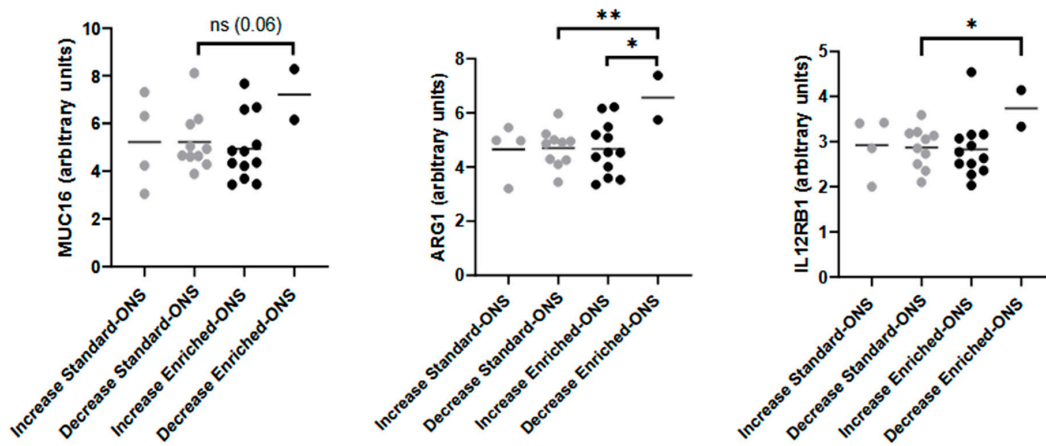 MUC16 (arbitrary units)
10
8
6
4
2
0
ns (0.06)
Increase Standard-ONS
Decrease Standard-ONS
Increase Enriched-ONS
Decrease Enriched-ONS
ARG1 (arbitrary units)
8
6
4
2
0
**
*
Increase Standard-ONS
Decrease Standard-ONS
Increase Enriched-ONS
Decrease Enriched-ONS
IL12RB1 (arbitrary units)
5
4
3
2
1
0
*
Increase Standard-ONS
Decrease Standard-ONS
Increase Enriched-ONS
Decrease Enriched-ONS